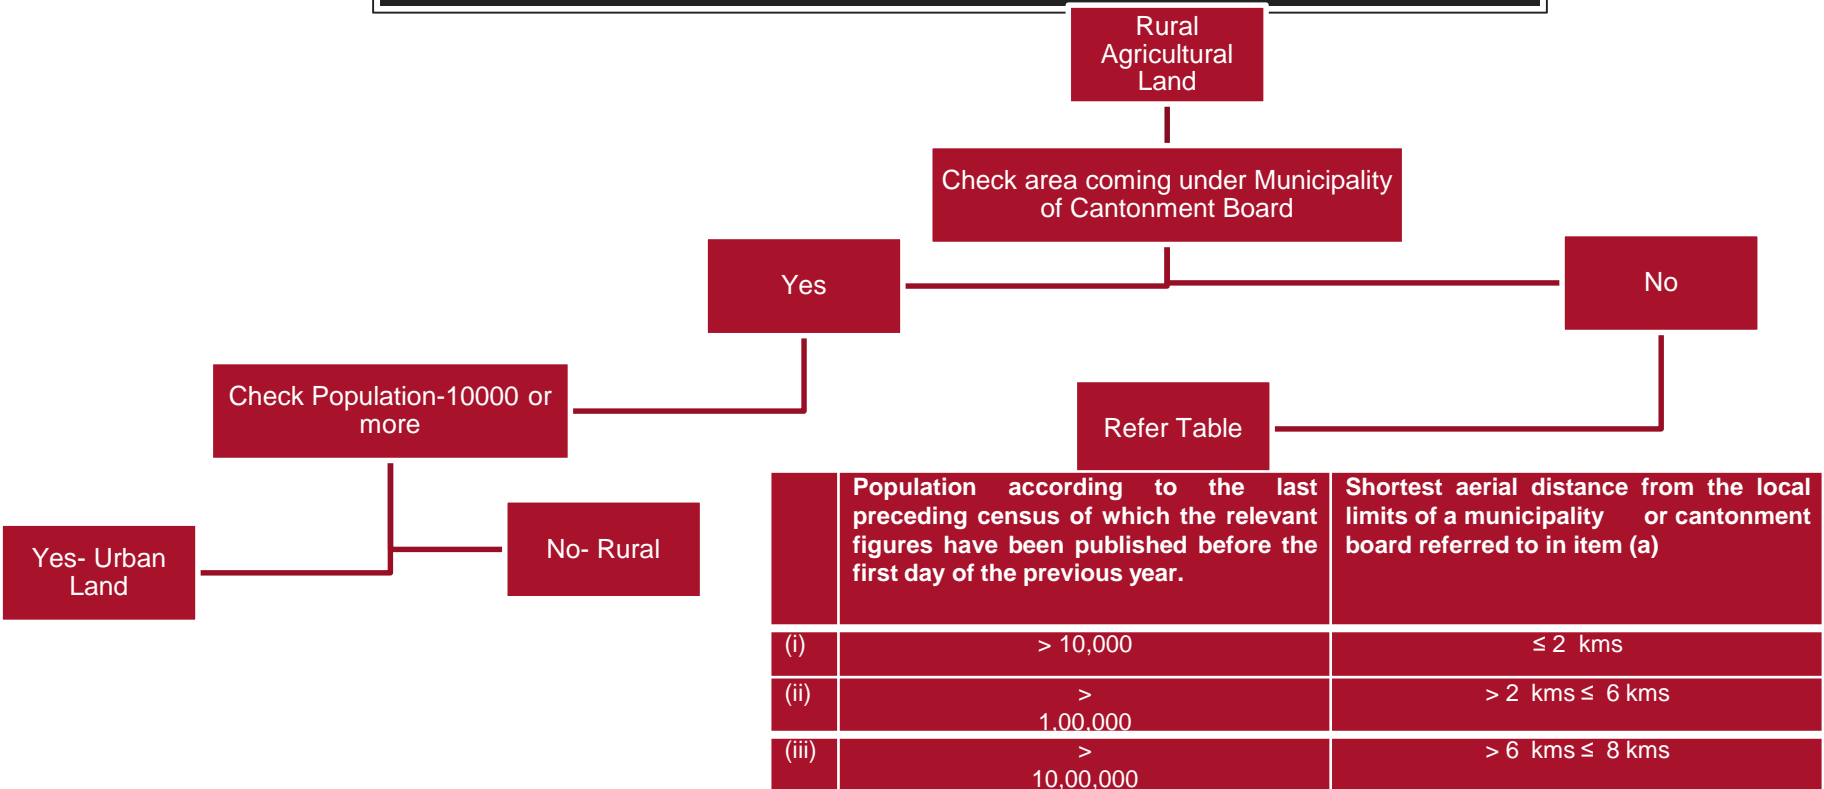 Rural
Agricultural
Land
Check area coming under Municipality
of Cantonment Board
Yes
No
Check Population-10000 or
more
Refer Table
Yes- Urban
Land
No- Rural
Population according to the last
preceding census of which the relevant
figures have been published before the
first day of the previous year.
Shortest aerial distance from the local
limits of a municipality or cantonment
board referred to in item (a)
(i)
> 10,000
≤ 2 kms
(ii)
>
1,00,000
> 2 kms ≤ 6 kms
(iii)
>
10,00,000
> 6 kms ≤ 8 kms